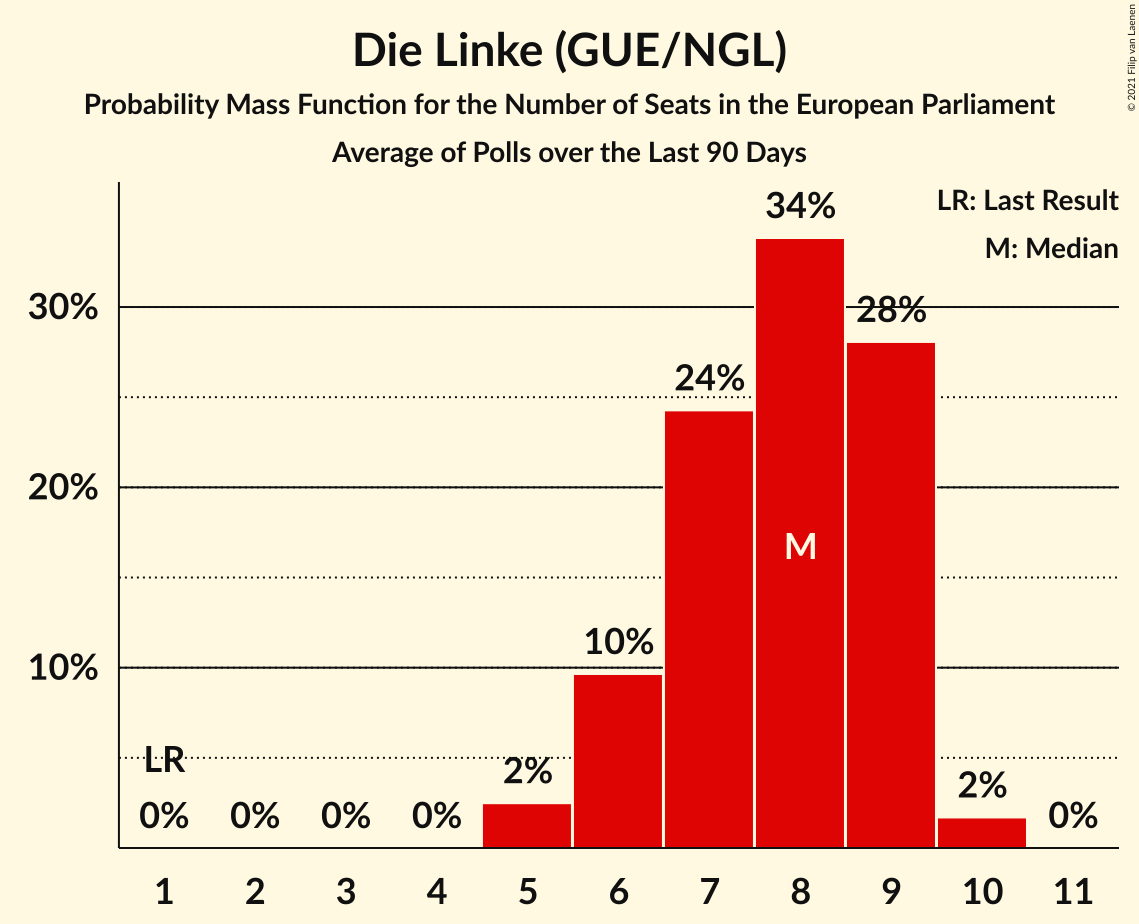 Die Linke (GUE/NGL)
Probability Mass Function for the Number of Seats in the European Parliament
Average of Polls over the Last 90 Days
© 2021 Filip van Laenen
LR: Last Result
M: Median
34%
30%
28%
24%
20%
M
10%
10%
LR
2%
2%
0% 0% 0% 0% 0%
1 2 3 4 5 6 7 8 9 10 11